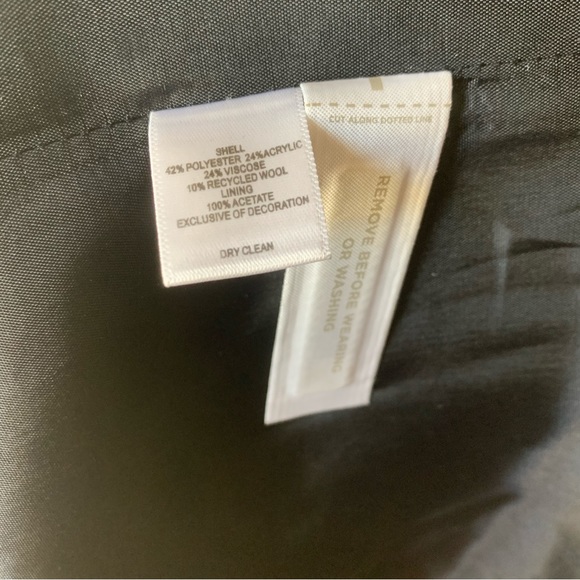 SHELL
42% POLYESTER 24%ACRYLIC
24% VISCOSE
10% RECYCLED WOOL
LINING
100% ACETATE
EXCLUSIVE OF DECORATION
DRY CLEAN
CUT ALONG DOTTED LINE
REMOVE BEFORE WEARING
OR WASHING